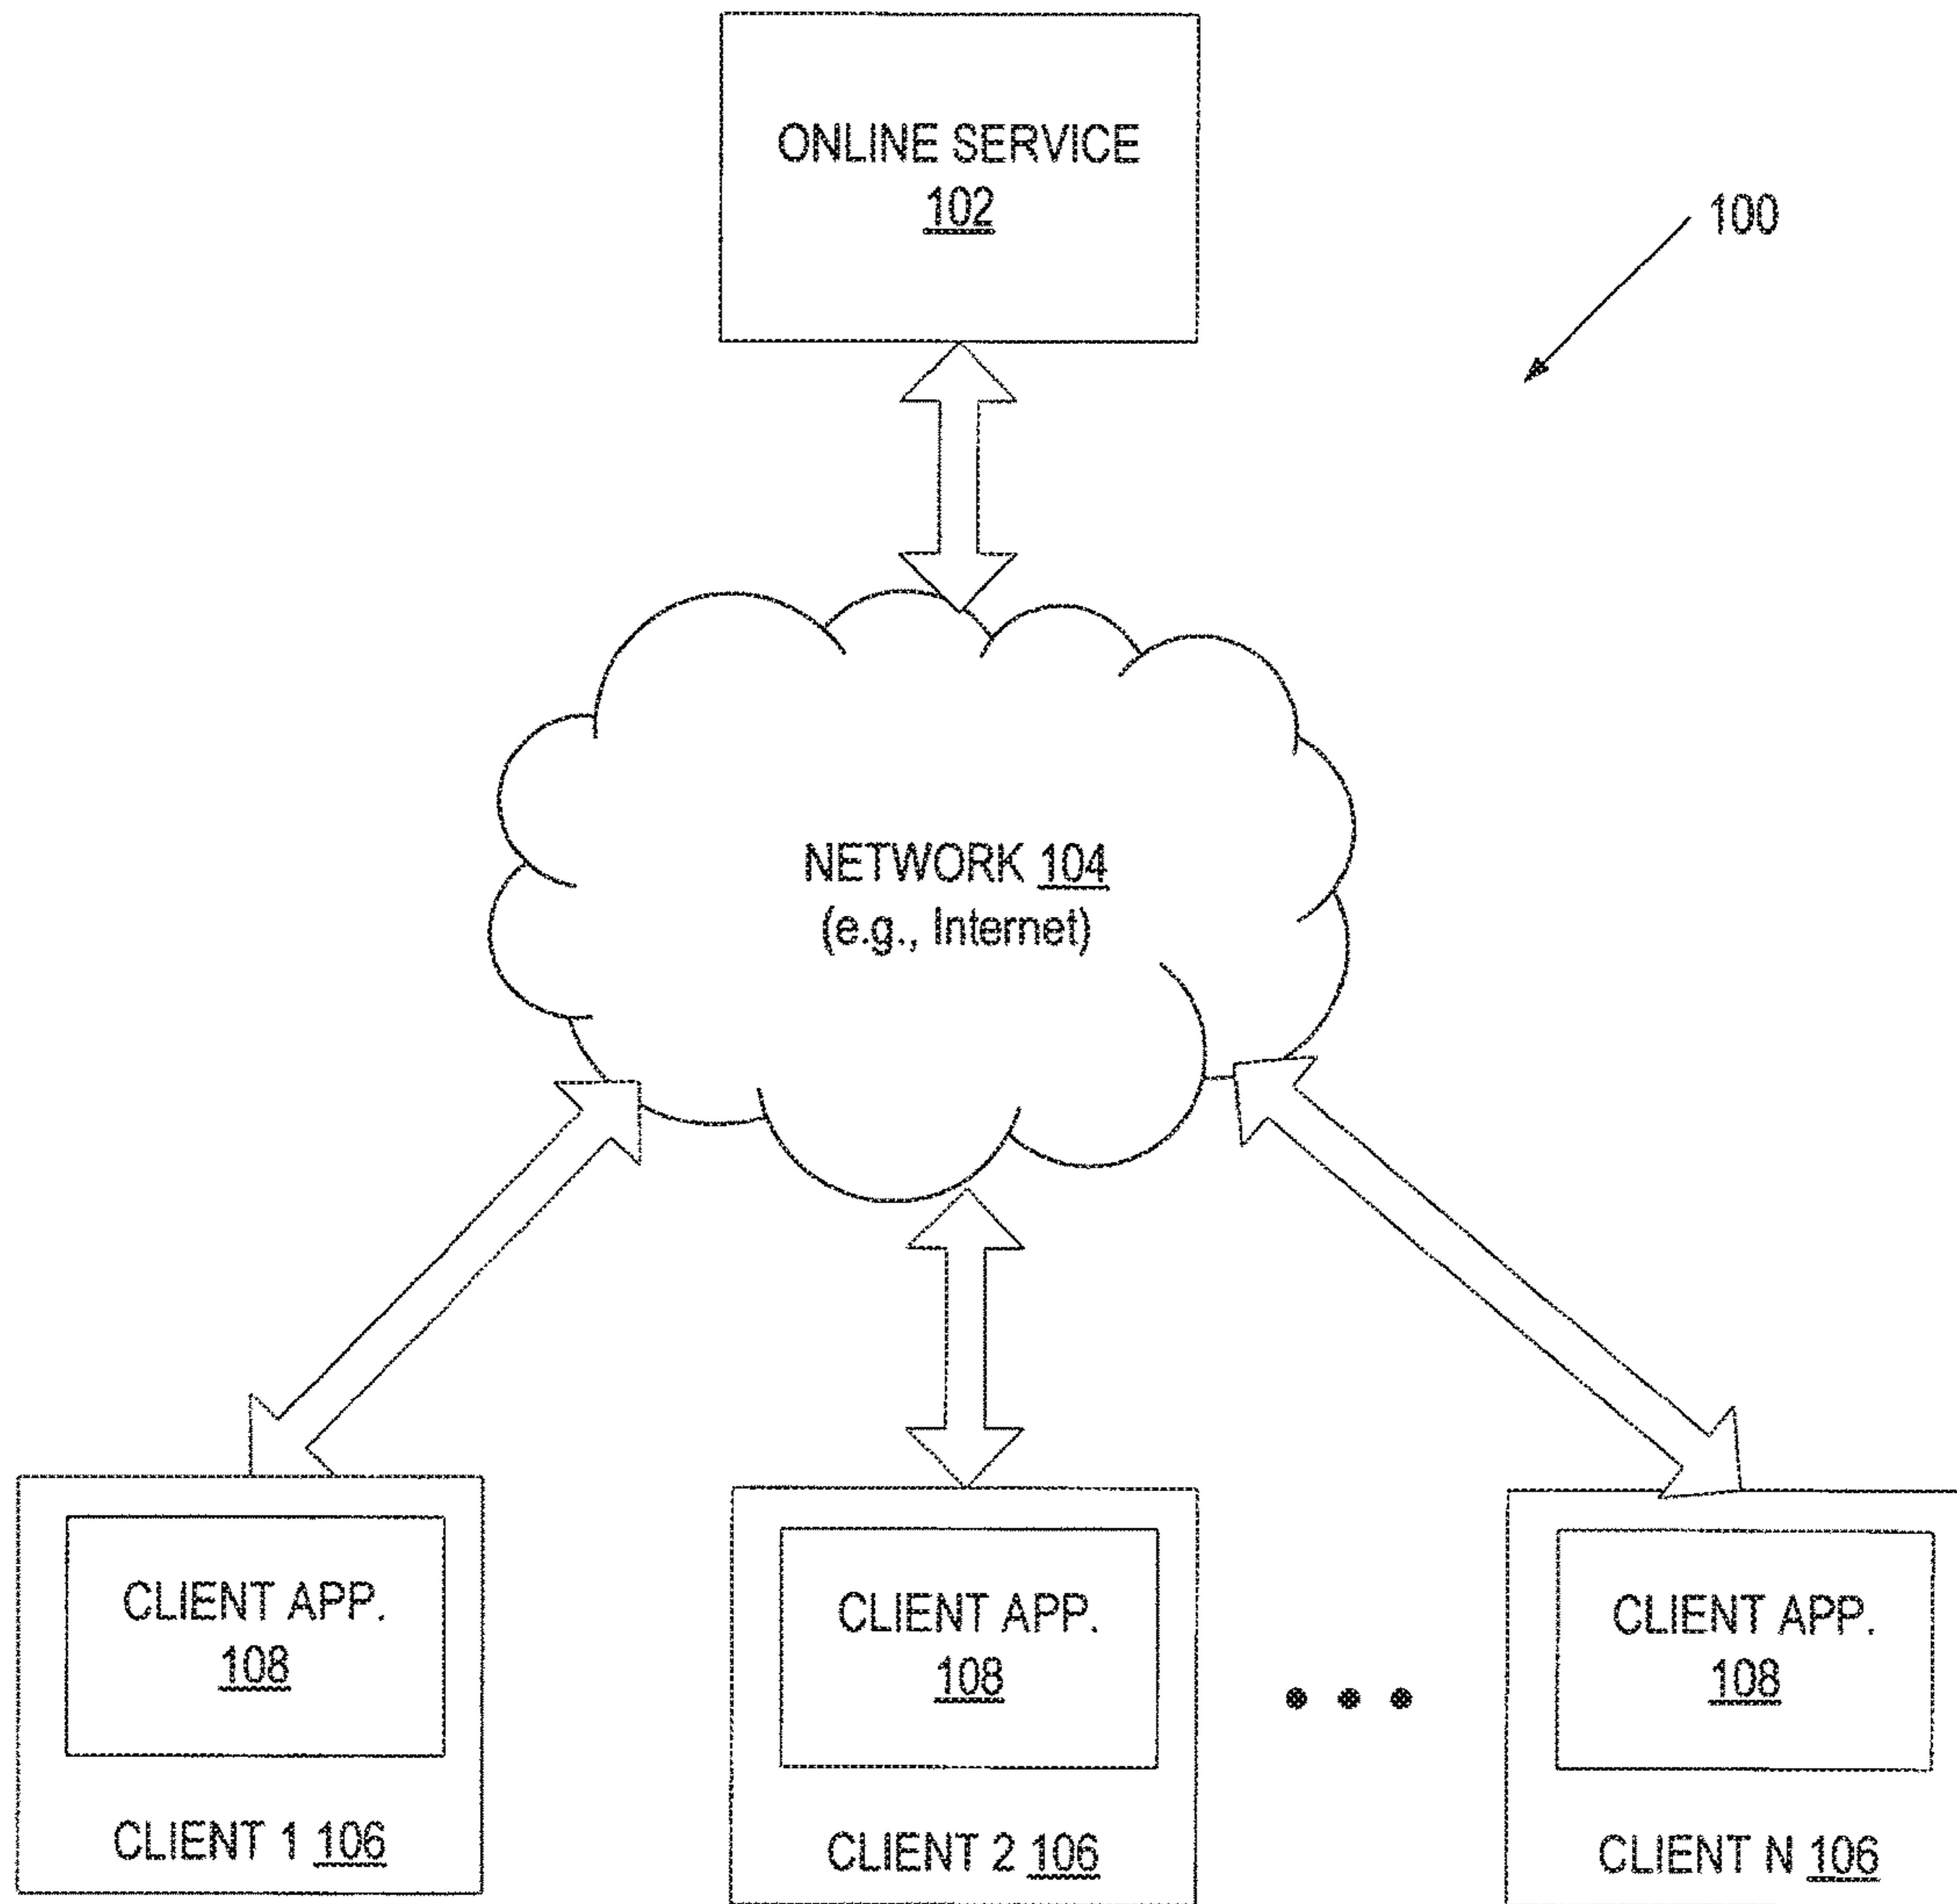 ONLINE SERVICE
102
100
NETWORK 104
(e.g., Internet)
CLIENT APP.
108
CLIENT 1 106
CLIENT APP.
108
CLIENT 2 106
CLIENT APP.
108
CLIENT N 106